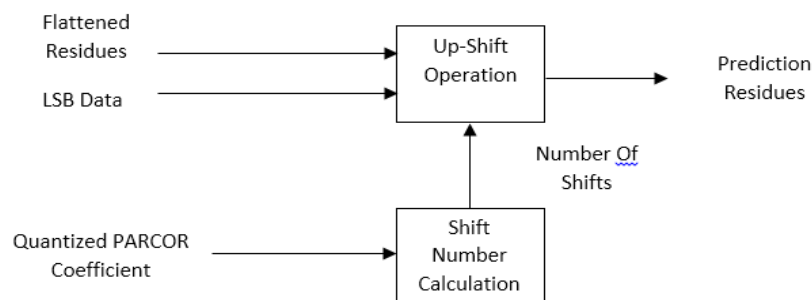 Flattened
Residues
LSB Data
Up-Shift
Operation
Prediction
Residues
Number Of
Shifts
Quantized PARCOR
Coefficient
Shift
Number
Calculation